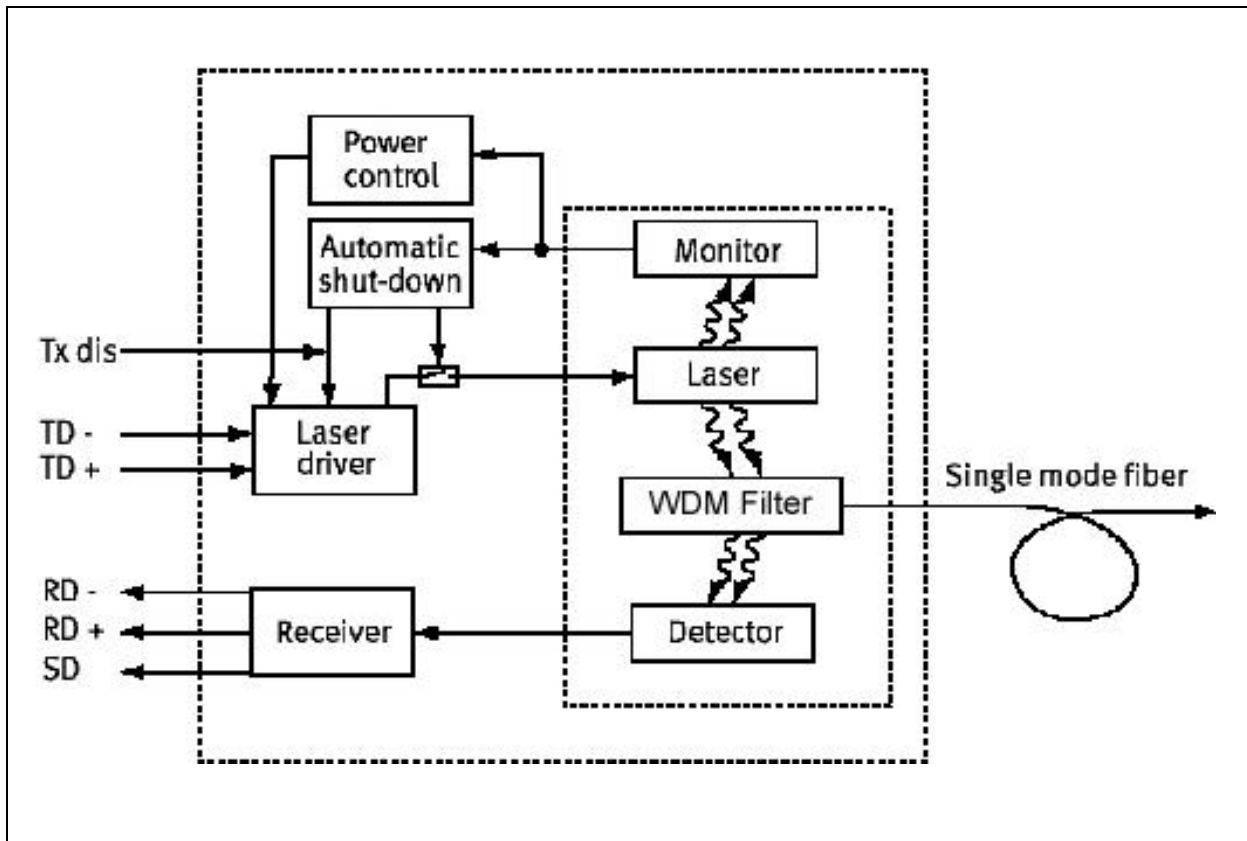 Power
control
Automatic
shut-down
Monitor
Tx dis
Laser
TD -
TD +
Laser
driver
WDM Filter
Single mode fiber
RD -
RD +
SD
Receiver
Detector